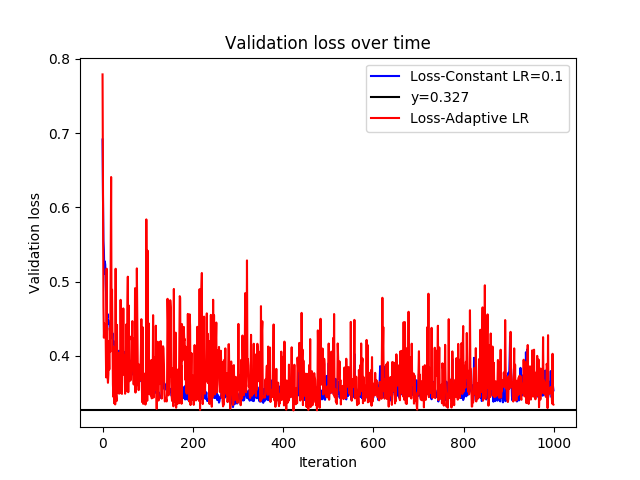 Validation loss over time
Loss-Constant LR=0.1
y=0.327
Loss-Adaptive LR
Validation loss
0.8
0.7
0.6
0.5
0.4
0
200
400
600
800
1000
Iteration